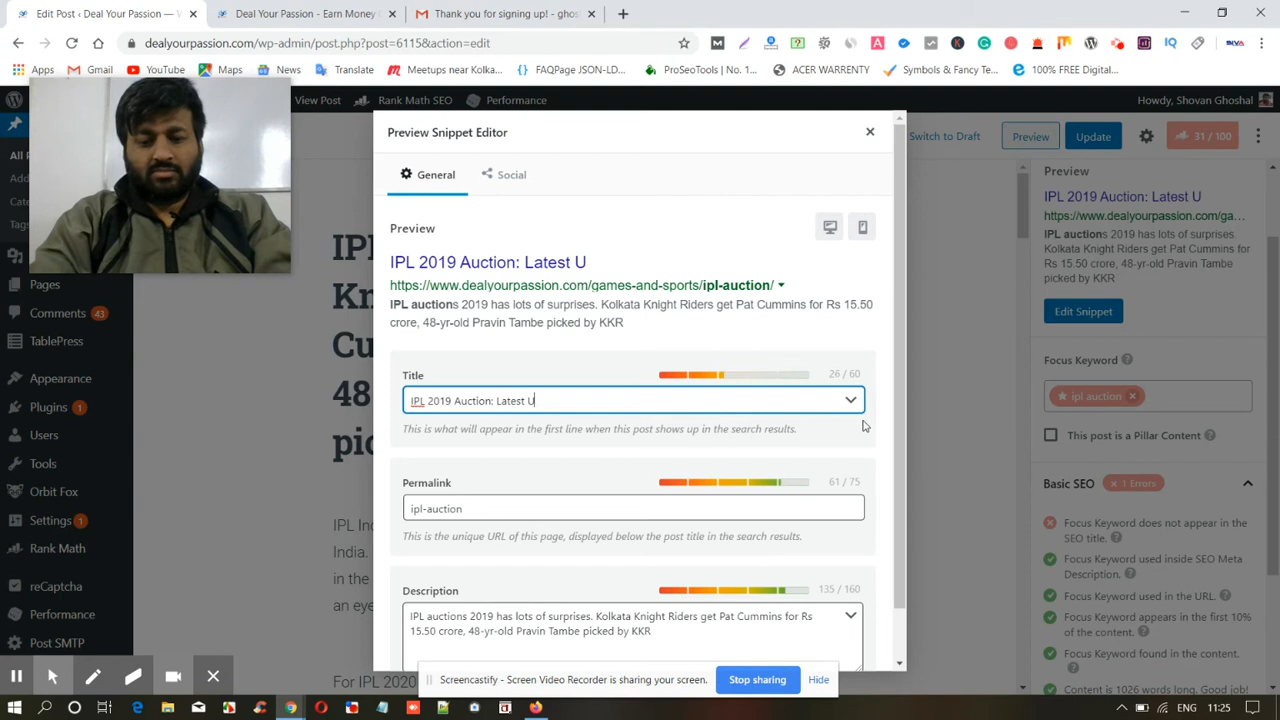 Edit Post ‹ Deal Your Passion —
Deal Your Passion - Earn Money
Thank you for signing up! - ghos
dealyourpassion.com/wp-admin/post.php?post=6115&action=edit
Apps
Gmail
YouTube
Maps
News
Translate
Meetups near Kolka...
FAQPage JSON-LD...
ProSeoTools | No. 1...
ACER WARRENTY
Symbols & Fancy Te...
100% FREE Digital...
View Post
Rank Math SEO
Performance
Howdy, Shovan Ghoshal
Switch to Draft
Preview
Update
31 / 100
All P
Add
Cate
Tags
Pages
Comments 43
TablePress
Appearance
Plugins 1
Users
Tools
Orbit Fox
Settings 1
Rank Math
reCaptcha
Performance
Post SMTP
IPL
Kn
Cu
48
pic
IPL In
India.
in the
an eye
For IPL 2020
Preview Snippet Editor
General
Social
Preview
IPL 2019 Auction: Latest U
https://www.dealyourpassion.com/games-and-sports/ipl-auction/
IPL auctions 2019 has lots of surprises. Kolkata Knight Riders get Pat Cummins for Rs 15.50
crore, 48-yr-old Pravin Tambe picked by KKR
Title
26 / 60
IPL 2019 Auction: Latest U
This is what will appear in the first line when this post shows up in the search results.
Permalink
61 / 75
ipl-auction
This is the unique URL of this page, displayed below the post title in the search results.
Description
135 / 160
IPL auctions 2019 has lots of surprises. Kolkata Knight Riders get Pat Cummins for Rs
15.50 crore, 48-yr-old Pravin Tambe picked by KKR
Preview
IPL 2019 Auction: Latest U
https://www.dealyourpassion.com/ga...
IPL auctions 2019 has lots of surprises.
Kolkata Knight Riders get Pat Cummins for
Rs 15.50 crore, 48-yr-old Pravin Tambe
picked by KKR
Edit Snippet
Focus Keyword
ipl auction
This post is a Pillar Content
Basic SEO
× 1 Errors
Focus Keyword does not appear in the
SEO title.
Focus Keyword used inside SEO Meta
Description.
Focus Keyword used in the URL.
Focus Keyword appears in the first 10%
of the content.
Focus Keyword found in the content.
Content is 1026 words long. Good job!
Screencastify - Screen Video Recorder is sharing your screen.
Stop sharing
Hide
ENG
11:25